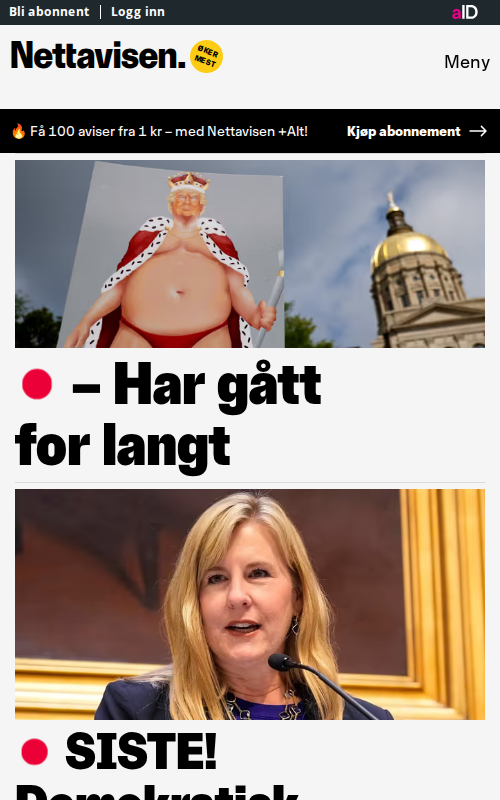 Bli abonnent | Logg inn
aID
Nettavisen.
ØKER
MEST
Meny
🔥 Få 100 aviser fra 1 kr – med Nettavisen +Alt!
Kjøp abonnement →
– Har gått
for langt
SISTE!
Demokratisk